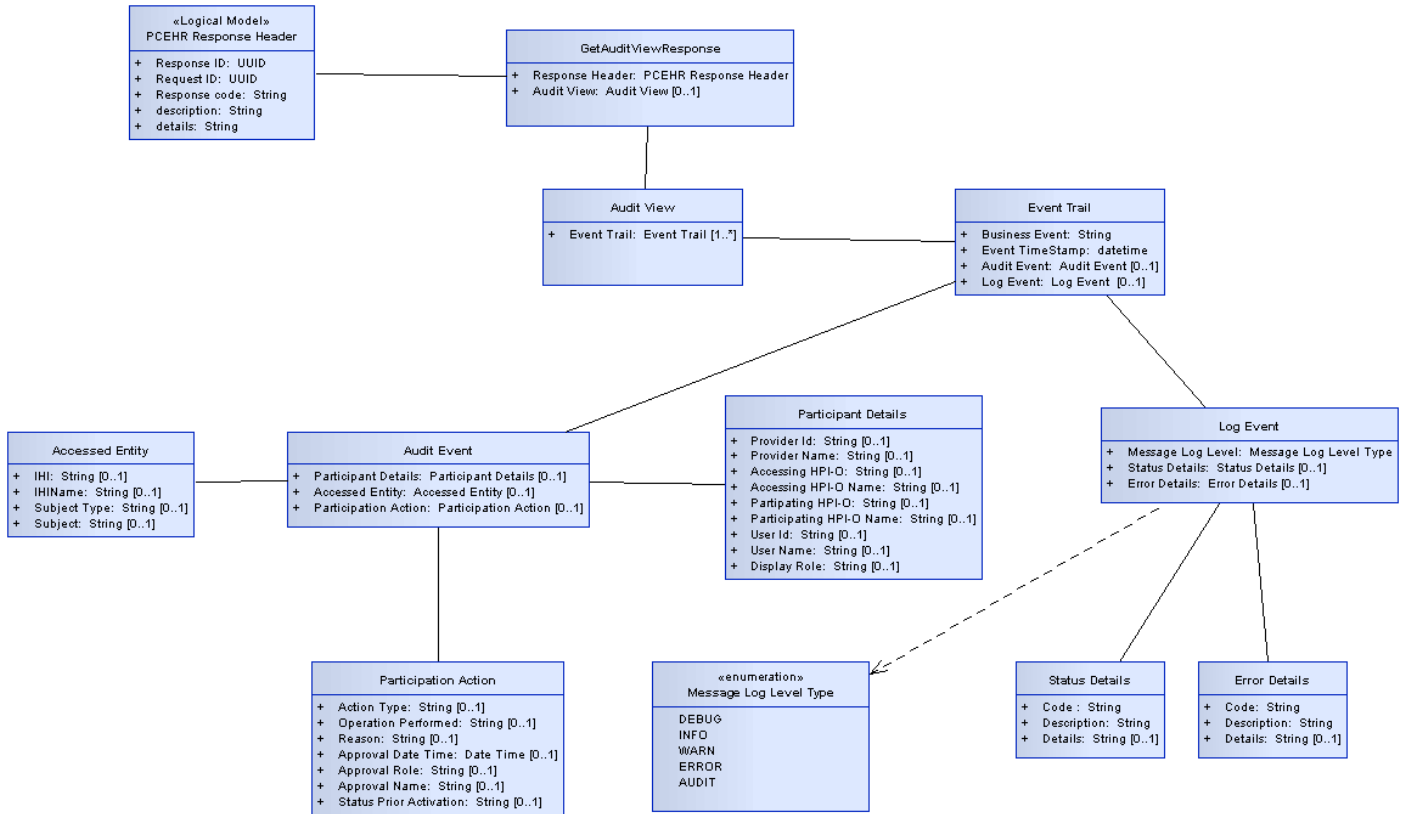 «Logical Model»
PCEHR Response Header
+ Response ID: UUID
+ Request ID: UUID
+ Response code: String
+ description: String
+ details: String
GetAuditViewResponse
+ Response Header: PCEHR Response Header
+ Audit View: Audit View [0..1]
Audit View
+ Event Trail: Event Trail [1..*]
Event Trail
+ Business Event: String
+ Event TimeStamp: datetime
+ Audit Event: Audit Event [0..1]
+ Log Event: Log Event [0..1]
Accessed Entity
+ IHI: String [0..1]
+ IHIName: String [0..1]
+ Subject Type: String [0..1]
+ Subject: String [0..1]
Audit Event
+ Participant Details: Participant Details [0..1]
+ Accessed Entity: Accessed Entity [0..1]
+ Participation Action: Participation Action [0..1]
Participant Details
+ Provider Id: String [0..1]
+ Provider Name: String [0..1]
+ Accessing HPI-O: String [0..1]
+ Accessing HPI-O Name: String [0..1]
+ Partipating HPI-O: String [0..1]
+ Participating HPI-O Name: String [0..1]
+ User Id: String [0..1]
+ User Name: String [0..1]
+ Display Role: String [0..1]
Log Event
+ Message Log Level: Message Log Level Type
+ Status Details: Status Details [0..1]
+ Error Details: Error Details [0..1]
Participation Action
+ Action Type: String [0..1]
+ Operation Performed: String [0..1]
+ Reason: String [0..1]
+ Approval Date Time: Date Time [0..1]
+ Approval Role: String [0..1]
+ Approval Name: String [0..1]
+ Status Prior Activation: String [0..1]
«enumeration»
Message Log Level Type
DEBUG
INFO
WARN
ERROR
AUDIT
Status Details
+ Code : String
+ Description: String
+ Details: String [0..1]
Error Details
+ Code: String
+ Description: String
+ Details: String [0..1]